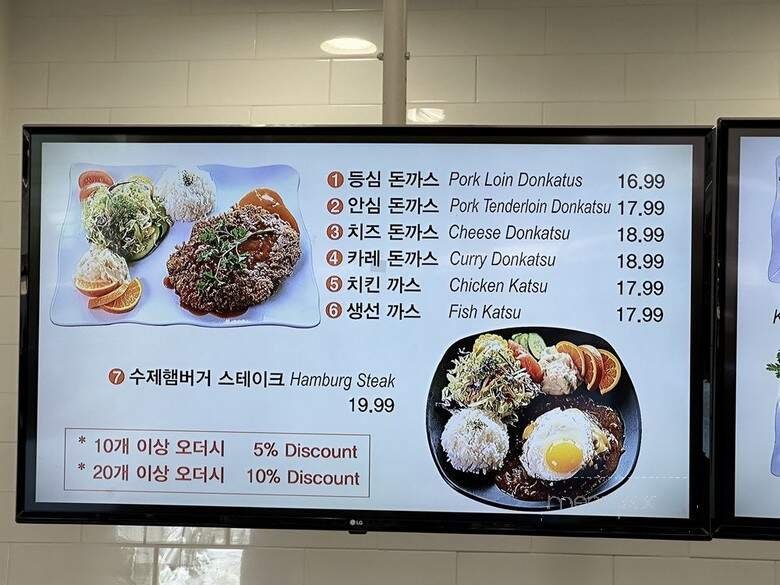 1 등심 돈까스 Pork Loin Donkatus 16.99
2 안심 돈까스 Pork Tenderloin Donkatsu 17.99
3 치즈 돈까스 Cheese Donkatsu 18.99
4 카레 돈까스 Curry Donkatsu 18.99
5 치킨 까스 Chicken Katsu 17.99
6 생선 까스 Fish Katsu 17.99
7 수제햄버거 스테이크 Hamburg Steak
19.99
* 10개 이상 오더시 5% Discount
* 20개 이상 오더시 10% Discount
LG